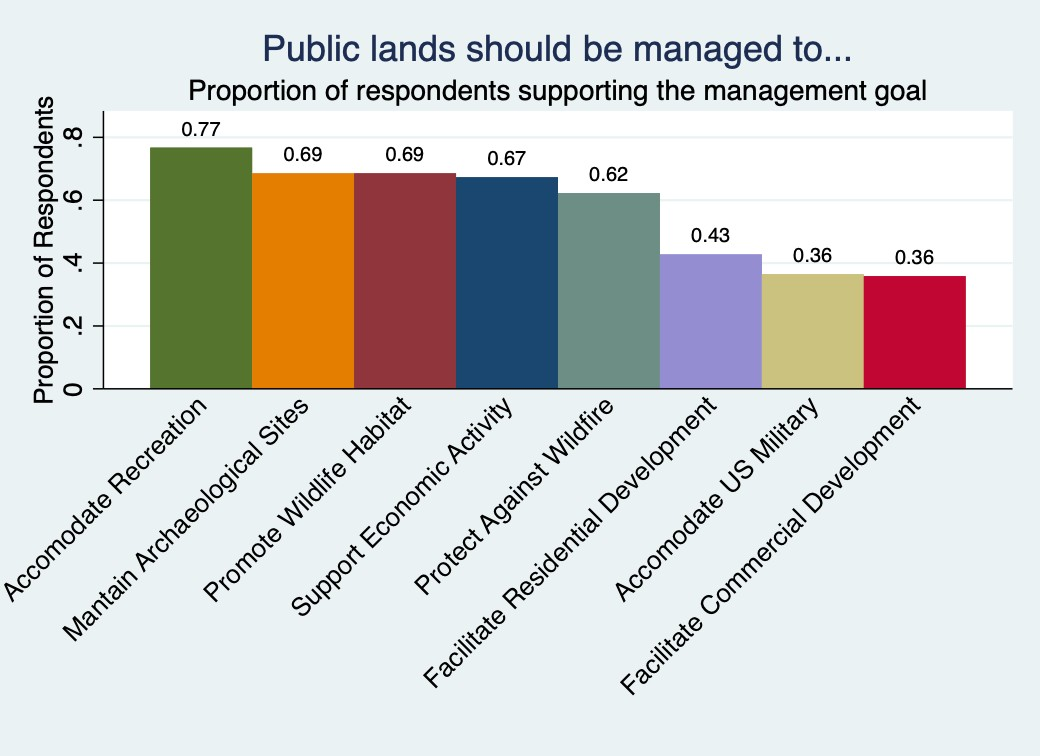 Public lands should be managed to...
Proportion of respondents supporting the management goal
Proportion of Respondents
.8
.6
.4
.2
0
0.77
0.69
0.69
0.67
0.62
0.43
0.36
0.36
Accomodate Recreation
Mantain Archaeological Sites
Promote Wildlife Habitat
Support Economic Activity
Protect Against Wildfire
Facilitate Residential Development
Accomodate US Military
Facilitate Commercial Development